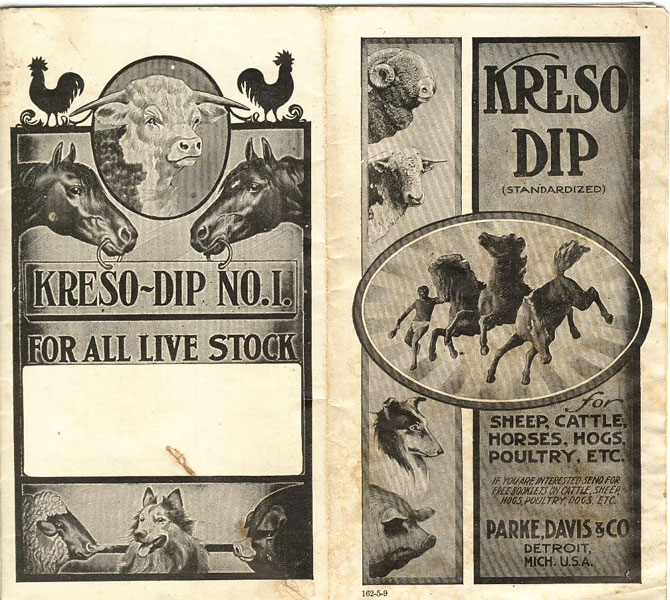 KRESO~DIP NO.1.
FOR ALL LIVE STOCK
KRESO
DIP
(STANDARDIZED)
for
SHEEP, CATTLE,
HORSES, HOGS,
POULTRY, ETC.
IF YOU ARE INTERESTED SEND FOR
FREE BOOKLETS ON CATTLE, SHEEP,
HOGS, POULTRY, DOGS, ETC.
PARKE, DAVIS & CO
DETROIT,
MICH. U.S.A.
162-5-9